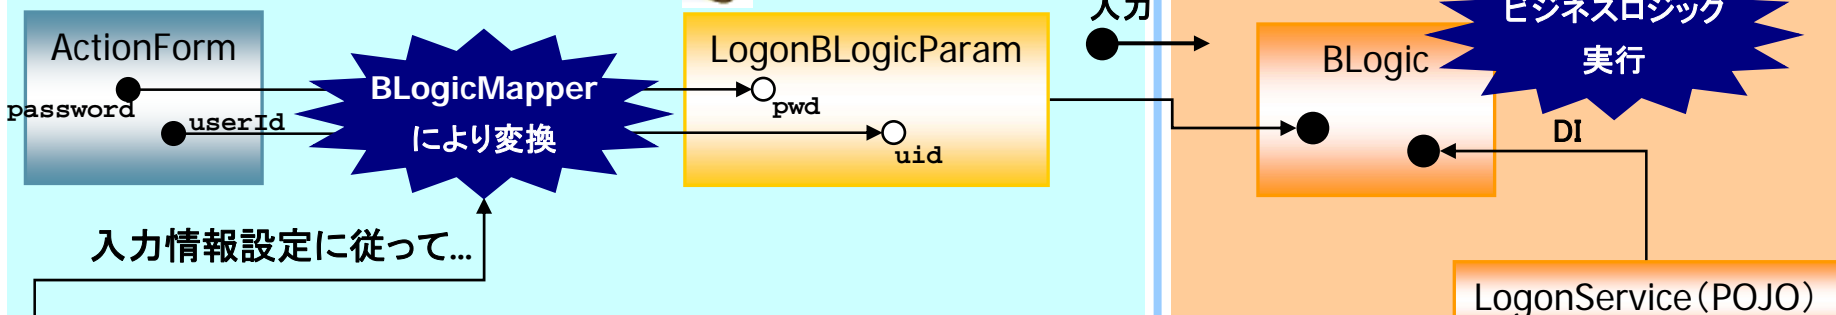 ActionForm
password
userId
BLogicMapper
により変換
LogonBLogicParam
pwd
uid
入力情報設定に従って...
入力
BLogic
ビジネスロジック
実行
DI
LogonService(POJO)